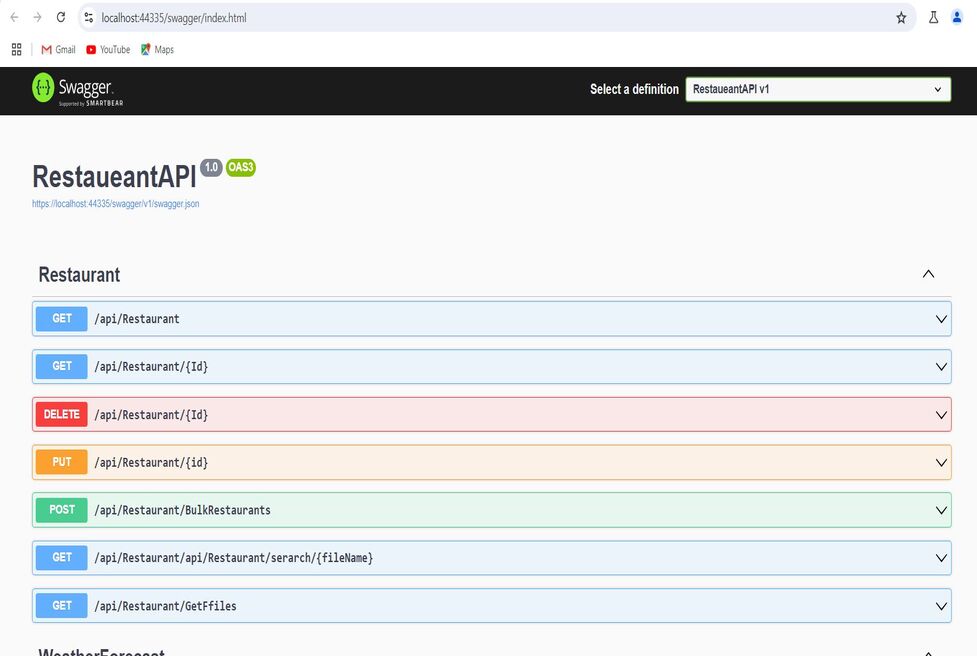 localhost:44335/swagger/index.html
Gmail YouTube Maps
Swagger.
Supported by SMARTBEAR
Select a definition RestaueantAPI v1
RestaueantAPI 1.0 OAS3
https://localhost:44335/swagger/v1/swagger.json
Restaurant
GET /api/Restaurant
GET /api/Restaurant/{Id}
DELETE /api/Restaurant/{Id}
PUT /api/Restaurant/{id}
POST /api/Restaurant/BulkRestaurants
GET /api/Restaurant/api/Restaurant/serarch/{fileName}
GET /api/Restaurant/GetFfiles
WeatherForecast